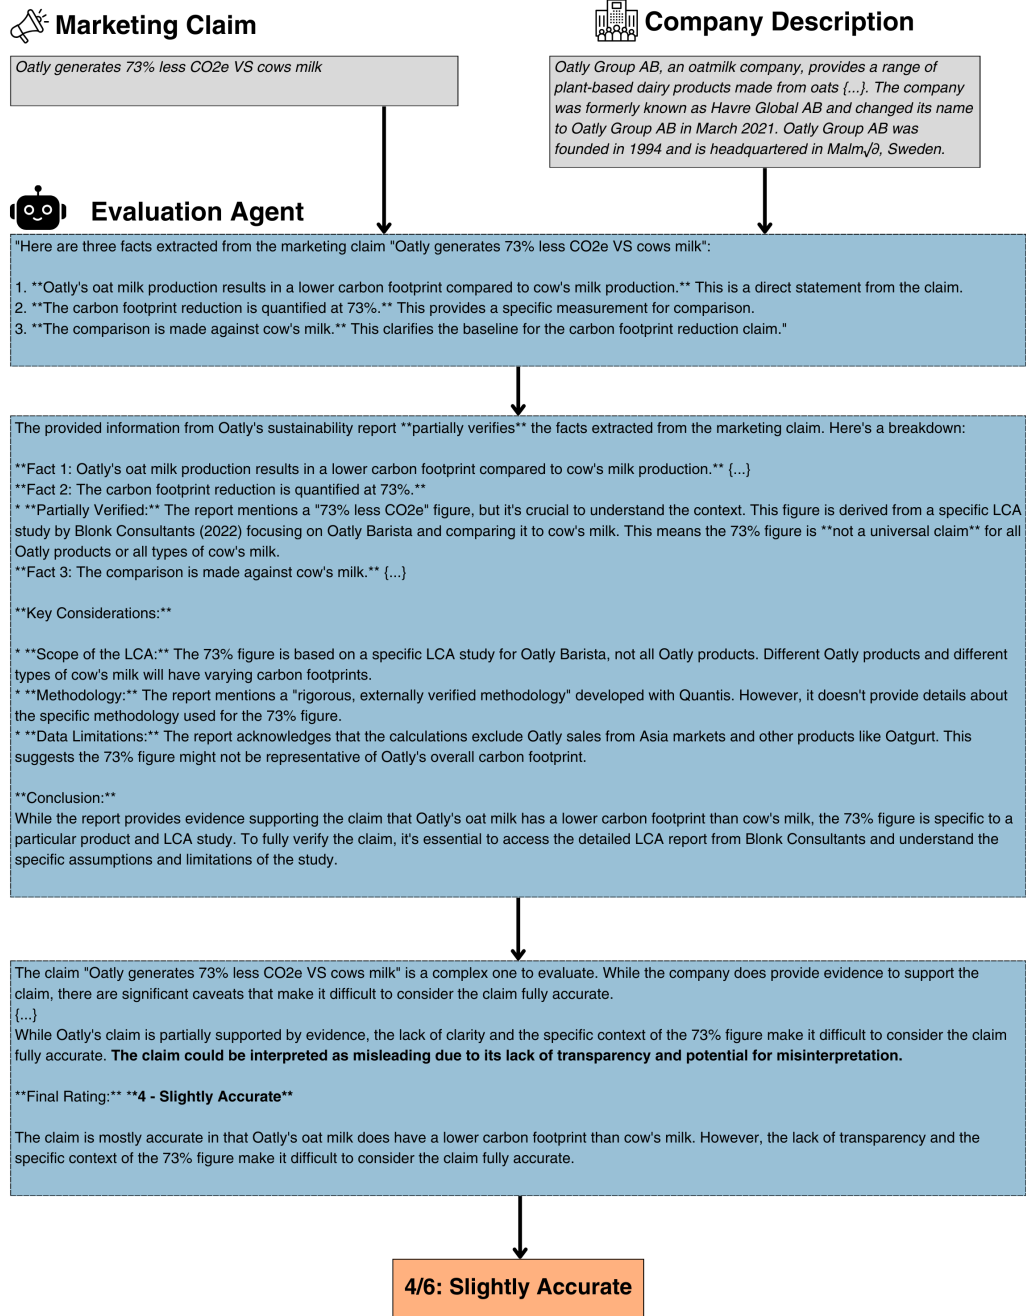 Marketing Claim
Oatly generates 73% less CO2e VS cows milk
Company Description
Oatly Group AB, an oatmilk company, provides a range of
plant-based dairy products made from oats {...}. The company
was formerly known as Havre Global AB and changed its name
to Oatly Group AB in March 2021. Oatly Group AB was
founded in 1994 and is headquartered in Malm√∂, Sweden.
Evaluation Agent
"Here are three facts extracted from the marketing claim "Oatly generates 73% less CO2e VS cows milk":
1. **Oatly's oat milk production results in a lower carbon footprint compared to cow's milk production.** This is a direct statement from the claim.
2. **The carbon footprint reduction is quantified at 73%.** This provides a specific measurement for comparison.
3. **The comparison is made against cow's milk.** This clarifies the baseline for the carbon footprint reduction claim."
The provided information from Oatly's sustainability report **partially verifies** the facts extracted from the marketing claim. Here's a breakdown:
**Fact 1: Oatly's oat milk production results in a lower carbon footprint compared to cow's milk production.** {...}
**Fact 2: The carbon footprint reduction is quantified at 73%.**
* **Partially Verified:** The report mentions a "73% less CO2e" figure, but it's crucial to understand the context. This figure is derived from a specific LCA
study by Blonk Consultants (2022) focusing on Oatly Barista and comparing it to cow's milk. This means the 73% figure is **not a universal claim** for all
Oatly products or all types of cow's milk.
**Fact 3: The comparison is made against cow's milk.** {...}
**Key Considerations:**
* **Scope of the LCA:** The 73% figure is based on a specific LCA study for Oatly Barista, not all Oatly products. Different Oatly products and different
types of cow's milk will have varying carbon footprints.
* **Methodology:** The report mentions a "rigorous, externally verified methodology" developed with Quantis. However, it doesn't provide details about
the specific methodology used for the 73% figure.
* **Data Limitations:** The report acknowledges that the calculations exclude Oatly sales from Asia markets and other products like Oatgurt. This
suggests the 73% figure might not be representative of Oatly's overall carbon footprint.
**Conclusion:**
While the report provides evidence supporting the claim that Oatly's oat milk has a lower carbon footprint than cow's milk, the 73% figure is specific to a
particular product and LCA study. To fully verify the claim, it's essential to access the detailed LCA report from Blonk Consultants and understand the
specific assumptions and limitations of the study.
The claim "Oatly generates 73% less CO2e VS cows milk" is a complex one to evaluate. While the company does provide evidence to support the
claim, there are significant caveats that make it difficult to consider the claim fully accurate.
{...}
While Oatly's claim is partially supported by evidence, the lack of clarity and the specific context of the 73% figure make it difficult to consider the claim
fully accurate. The claim could be interpreted as misleading due to its lack of transparency and potential for misinterpretation.
**Final Rating:** **4 - Slightly Accurate**
The claim is mostly accurate in that Oatly's oat milk does have a lower carbon footprint than cow's milk. However, the lack of transparency and the
specific context of the 73% figure make it difficult to consider the claim fully accurate.
4/6: Slightly Accurate